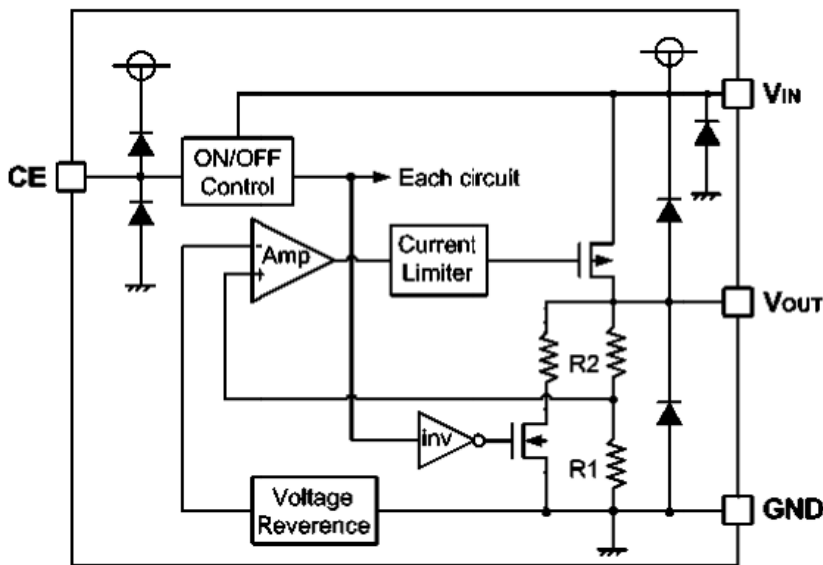 VIN
CE
ON/OFF
Control
Each circuit
-
Amp
+
Current
Limiter
VOUT
R2
inv
R1
Voltage
Reverence
GND